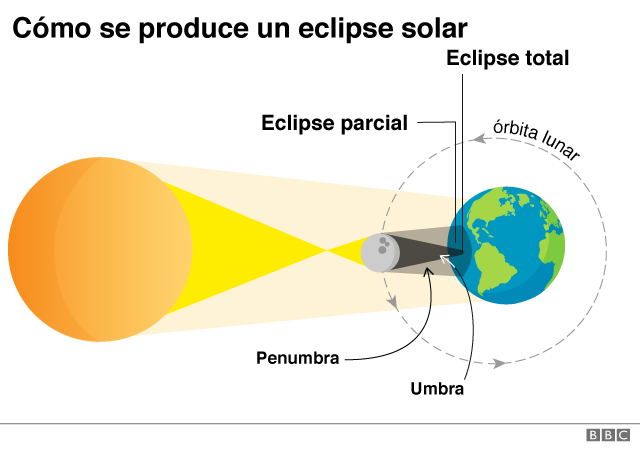 Cómo se produce un eclipse solar
Eclipse total
Eclipse parcial
órbita lunar
Penumbra
Umbra
BBC